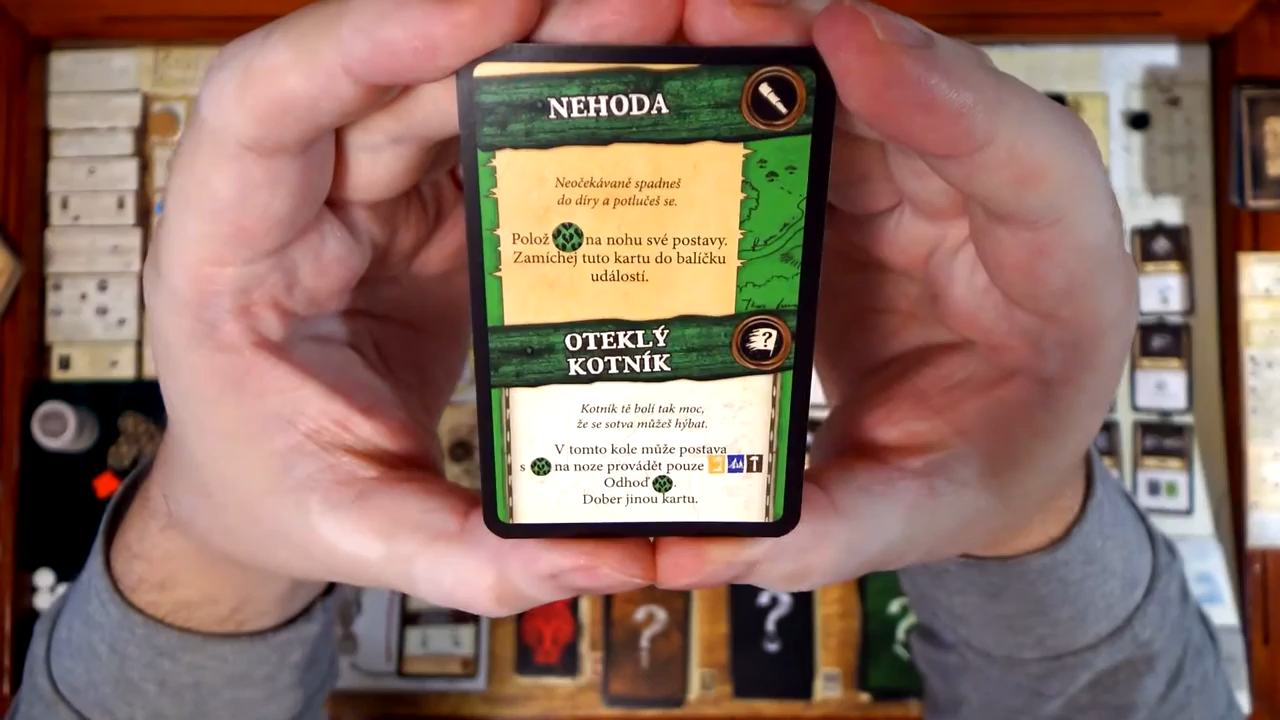 NEHODA
Neočekávaně spadneš
do díry a potlučeš se.
Polož na nohu své postavy.
Zamíchej tuto kartu do balíčku
událostí.
OTEKLÝ
KOTNÍK
?
Kotník tě bolí tak moc,
že se sotva můžeš hýbat.
V tomto kole může postava
s na noze provádět pouze
Odhoď .
Dober jinou kartu.
? ? ?